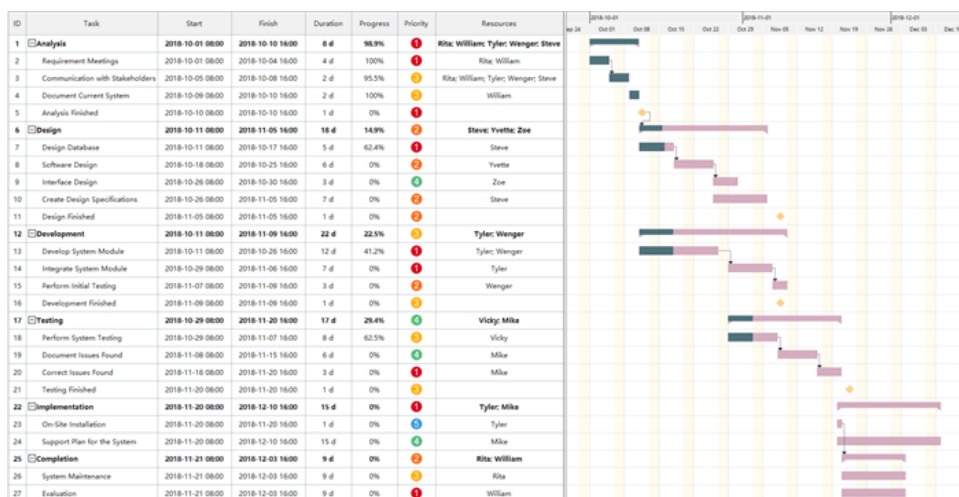 ID Task Start Finish Duration Progress Priority Resources
2018-10-01 2018-11-01 2018-12-01
ep 24 Oct 01 Oct 08 Oct 15 Oct 22 Oct 29 Nov 05 Nov 12 Nov 19 Nov 26 Dec 03 Dec 1
1 Analysis 2018-10-01 08:00 2018-10-10 16:00 8 d 98.9% 1 Rita; William; Tyler; Wenger; Steve
2 Requirement Meetings 2018-10-01 08:00 2018-10-04 16:00 4 d 100% 1 Rita; William
3 Communication with Stakeholders 2018-10-05 08:00 2018-10-08 16:00 2 d 95.5% 3 Rita; William; Tyler; Wenger; Steve
4 Document Current System 2018-10-09 08:00 2018-10-10 16:00 2 d 100% 3 William
5 Analysis Finished 2018-10-10 08:00 2018-10-10 16:00 1 d 0% 1
6 Design 2018-10-11 08:00 2018-11-05 16:00 18 d 14.9% 2 Steve; Yvette; Zoe
7 Design Database 2018-10-11 08:00 2018-10-17 16:00 5 d 62.4% 1 Steve
8 Software Design 2018-10-18 08:00 2018-10-25 16:00 6 d 0% 2 Yvette
9 Interface Design 2018-10-26 08:00 2018-10-30 16:00 3 d 0% 4 Zoe
10 Create Design Specifications 2018-10-26 08:00 2018-11-05 16:00 7 d 0% 2 Steve
11 Design Finished 2018-11-05 08:00 2018-11-05 16:00 1 d 0% 2
12 Development 2018-10-11 08:00 2018-11-09 16:00 22 d 22.5% 3 Tyler; Wenger
13 Develop System Module 2018-10-11 08:00 2018-10-26 16:00 12 d 41.2% 1 Tyler; Wenger
14 Integrate System Module 2018-10-29 08:00 2018-11-06 16:00 7 d 0% 1 Tyler
15 Perform Initial Testing 2018-11-07 08:00 2018-11-09 16:00 3 d 0% 2 Wenger
16 Development Finished 2018-11-09 08:00 2018-11-09 16:00 1 d 0% 3
17 Testing 2018-10-29 08:00 2018-11-20 16:00 17 d 29.4% 4 Vicky; Mike
18 Perform System Testing 2018-10-29 08:00 2018-11-07 16:00 8 d 62.5% 3 Vicky
19 Document Issues Found 2018-11-08 08:00 2018-11-15 16:00 6 d 0% 4 Mike
20 Correct Issues Found 2018-11-16 08:00 2018-11-20 16:00 3 d 0% 1 Mike
21 Testing Finished 2018-11-20 08:00 2018-11-20 16:00 1 d 0% 3
22 Implementation 2018-11-20 08:00 2018-12-10 16:00 15 d 0% 1 Tyler; Mike
23 On-Site Installation 2018-11-20 08:00 2018-11-20 16:00 1 d 0% 5 Tyler
24 Support Plan for the System 2018-11-20 08:00 2018-12-10 16:00 15 d 0% 4 Mike
25 Completion 2018-11-21 08:00 2018-12-03 16:00 9 d 0% 2 Rita; William
26 System Maintenance 2018-11-21 08:00 2018-12-03 16:00 9 d 0% 3 Rita
27 Evaluation 2018-11-21 08:00 2018-12-03 16:00 9 d 0% 1 William